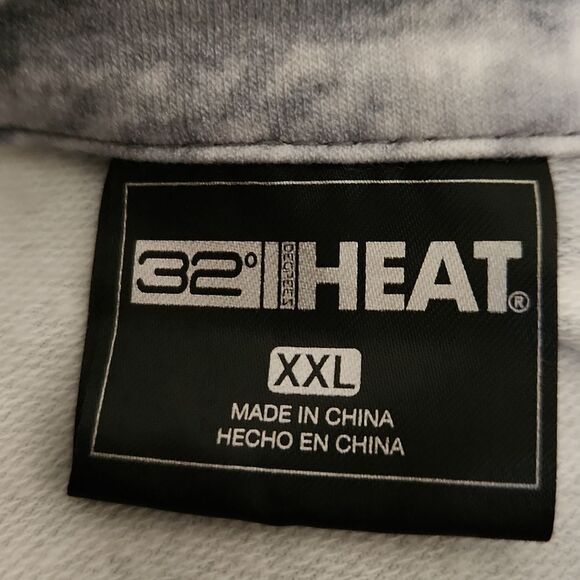 32° DEGREES HEAT®
XXL
MADE IN CHINA
HECHO EN CHINA